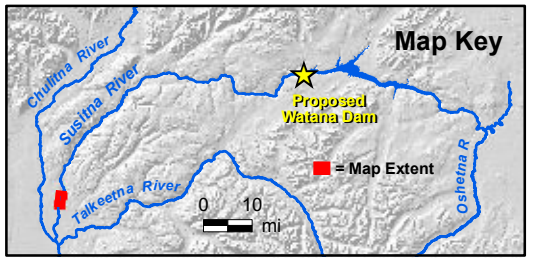 Map Key
Chulitna River
Susitna River
Proposed
Watana Dam
= Map Extent
Talkeetna River
0 10
mi
Oshetna R